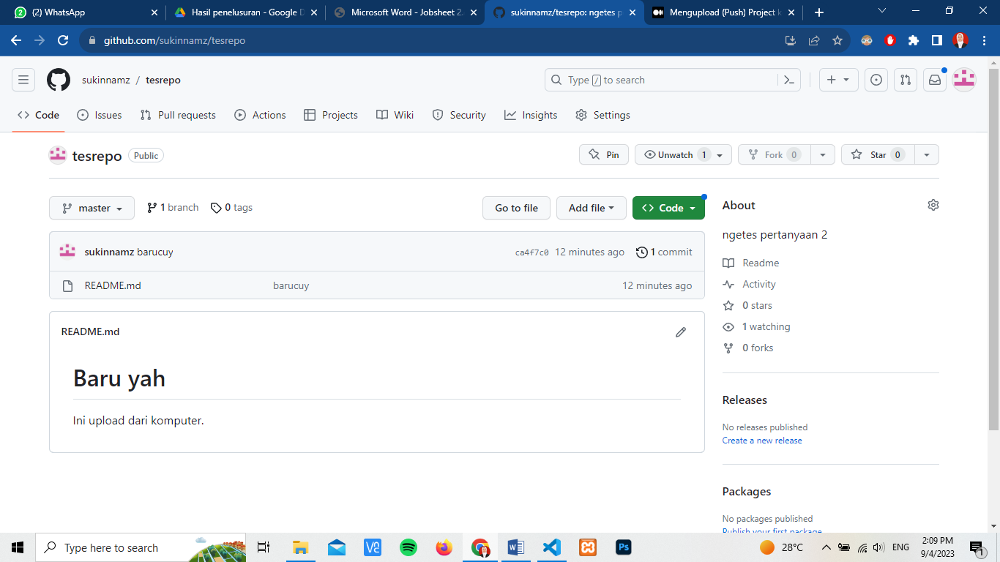 (2) WhatsApp
Hasil penelusuran - Google D
Microsoft Word - Jobsheet 2.
sukinnamz/tesrepo: ngetes p
Mengupload (Push) Project k
github.com/sukinnamz/tesrepo
sukinnamz / tesrepo
Type / to search
Code
Issues
Pull requests
Actions
Projects
Wiki
Security
Insights
Settings
tesrepo Public
Pin
Unwatch 1
Fork 0
Star 0
master
1 branch
0 tags
Go to file
Add file
Code
About
ngetes pertanyaan 2
sukinnamz barucuy
ca4f7c0 12 minutes ago
1 commit
README.md barucuy 12 minutes ago
Readme
Activity
0 stars
1 watching
0 forks
README.md
Baru yah
Ini upload dari komputer.
Releases
No releases published
Create a new release
Packages
No packages published
Publish your first package
Type here to search
Ps
28°C
ENG
2:09 PM
9/4/2023
1